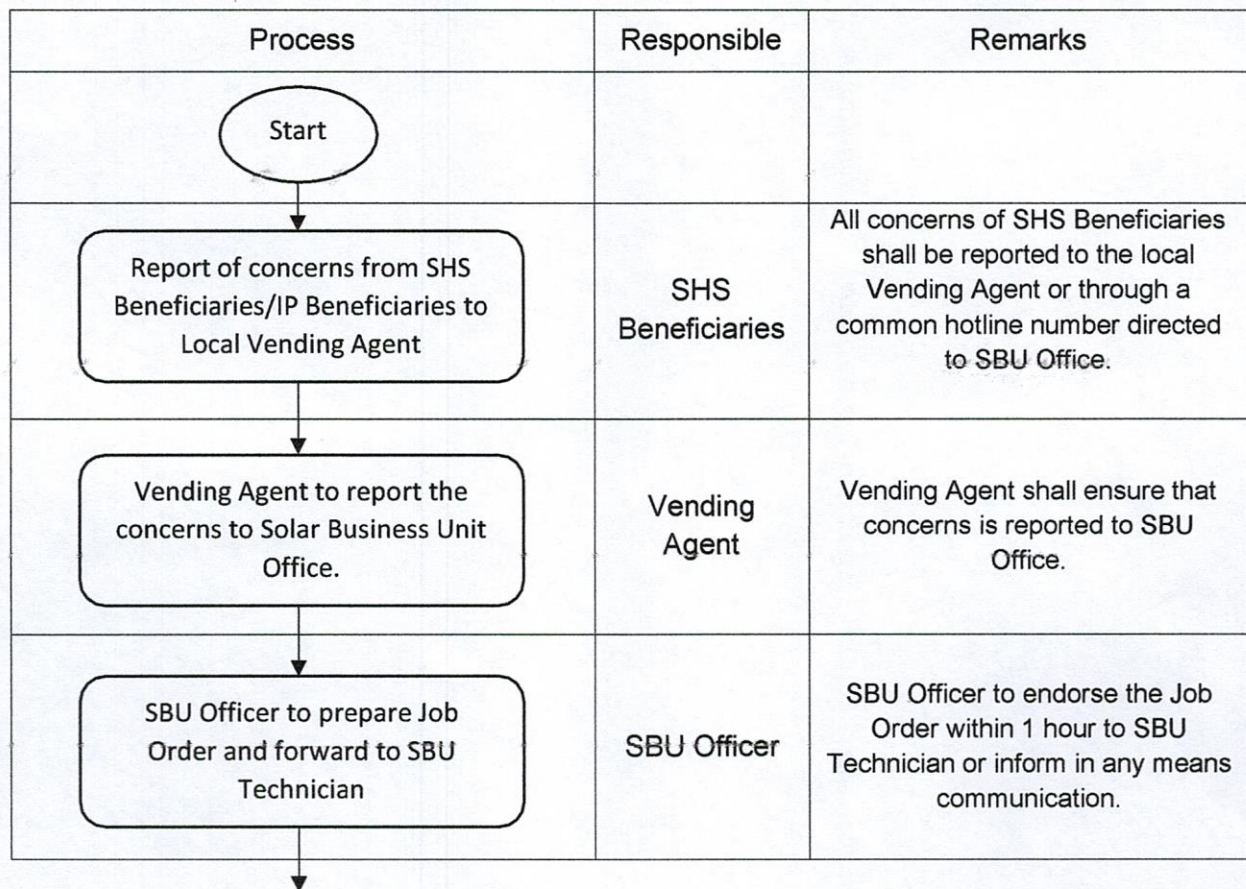 Process
Responsible
Remarks
Start
Report of concerns from SHS
Beneficiaries/IP Beneficiaries to
Local Vending Agent
SHS
Beneficiaries
All concerns of SHS Beneficiaries
shall be reported to the local
Vending Agent or through a
common hotline number directed
to SBU Office.
Vending Agent to report the
concerns to Solar Business Unit
Office.
Vending
Agent
Vending Agent shall ensure that
concerns is reported to SBU
Office.
SBU Officer to prepare Job
Order and forward to SBU
Technician
SBU Officer
SBU Officer to endorse the Job
Order within 1 hour to SBU
Technician or inform in any means
communication.